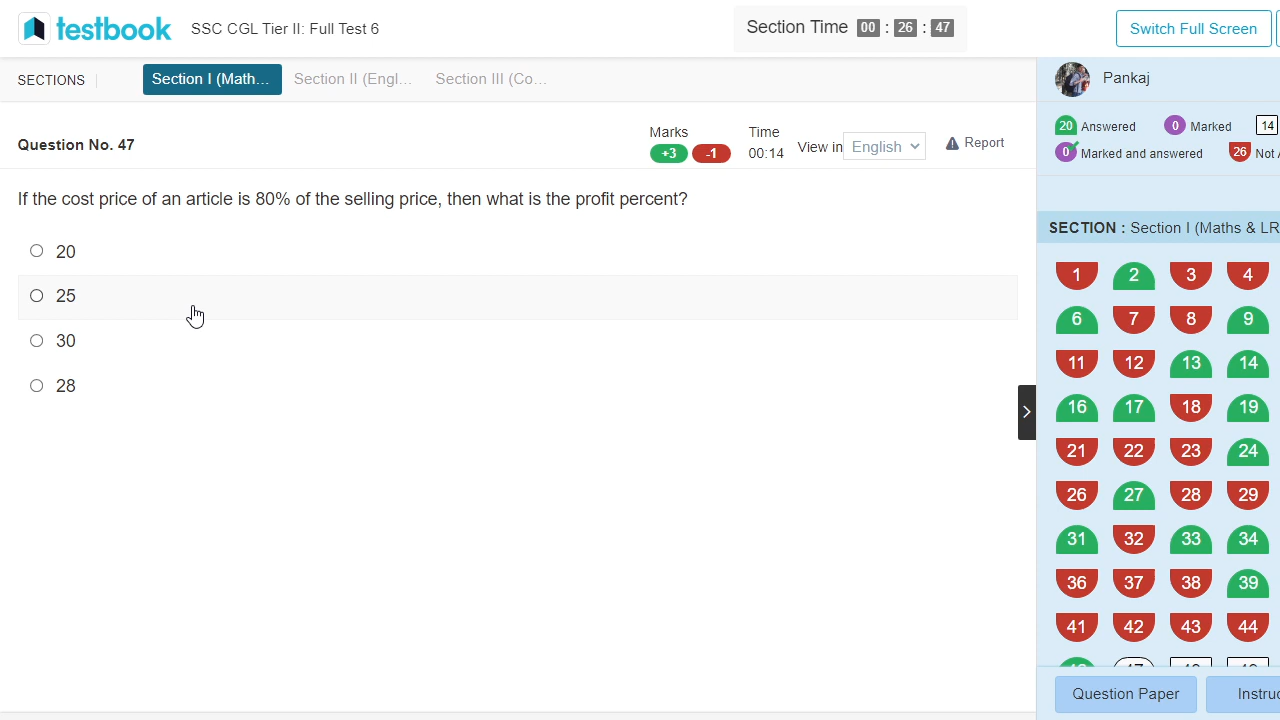 testbook SSC CGL Tier II: Full Test 6 Section Time 00 : 26 : 47 Switch Full Screen
SECTIONS Section I (Math... Section II (Engl... Section III (Co... Pankaj
Question No. 47 Marks +3 -1 Time 00:14 View in English Report
20 Answered 0 Marked 14
0 Marked and answered 26 Not
If the cost price of an article is 80% of the selling price, then what is the profit percent?
20
25
30
28
SECTION : Section I (Maths & LR
1 2 3 4
6 7 8 9
11 12 13 14
16 17 18 19
21 22 23 24
26 27 28 29
31 32 33 34
36 37 38 39
41 42 43 44
Question Paper Instruc